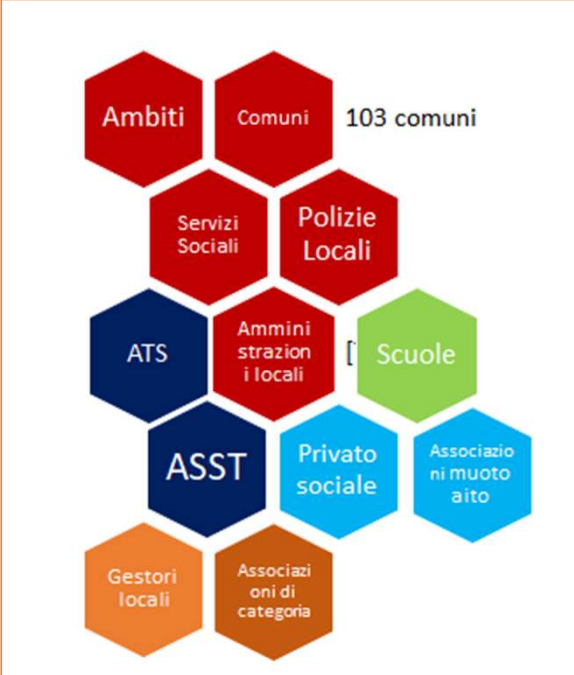 Ambiti
Comuni
103 comuni
Servizi
Sociali
Polizie
Locali
ATS
Ammini
strazion
i locali
[
Scuole
ASST
Privato
sociale
Associazio
ni muoto
aito
Gestori
locali
Associazi
oni di
categoria